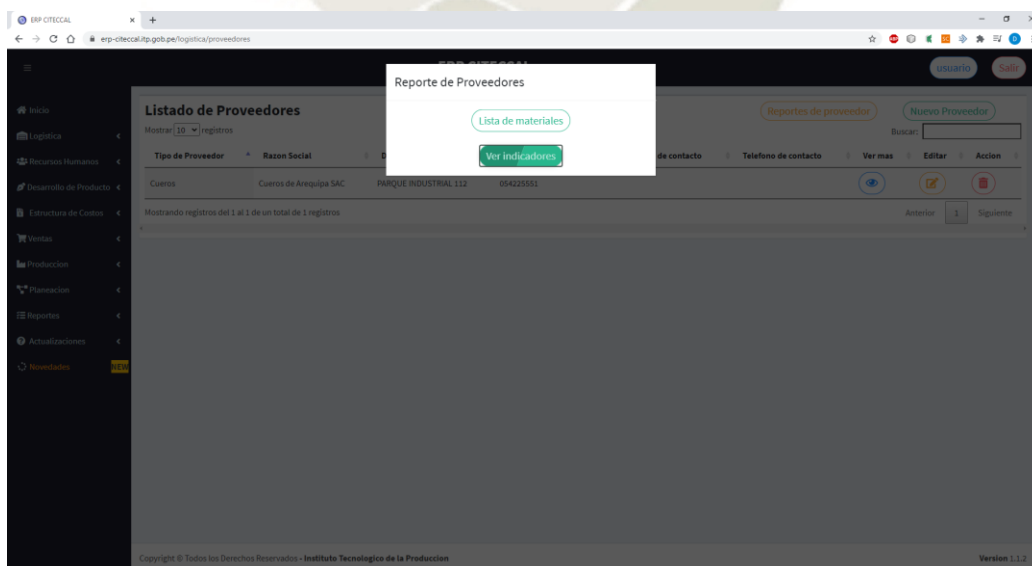 ERP CITECCAL
erp-citeccal.itp.gob.pe/logistica/proveedores
ERP CITECCAL
usuario
Salir
Reporte de Proveedores
Lista de materiales
Ver indicadores
Inicio
Logistica
Recursos Humanos
Desarrollo de Producto
Estructura de Costos
Ventas
Produccion
Planeacion
Reportes
Actualizaciones
Novedades NEW
Listado de Proveedores
Reportes de proveedor
Nuevo Proveedor
Mostrar 10 registros
Buscar:
Tipo de Proveedor Razon Social D de contacto Telefono de contacto Ver mas Editar Accion
Cueros Cueros de Arequipa SAC PARQUE INDUSTRIAL 112 054225551
Mostrando registros del 1 al 1 de un total de 1 registros
Anterior 1 Siguiente
Copyright © Todos los Derechos Reservados - Instituto Tecnologico de la Produccion
Version 1.1.2